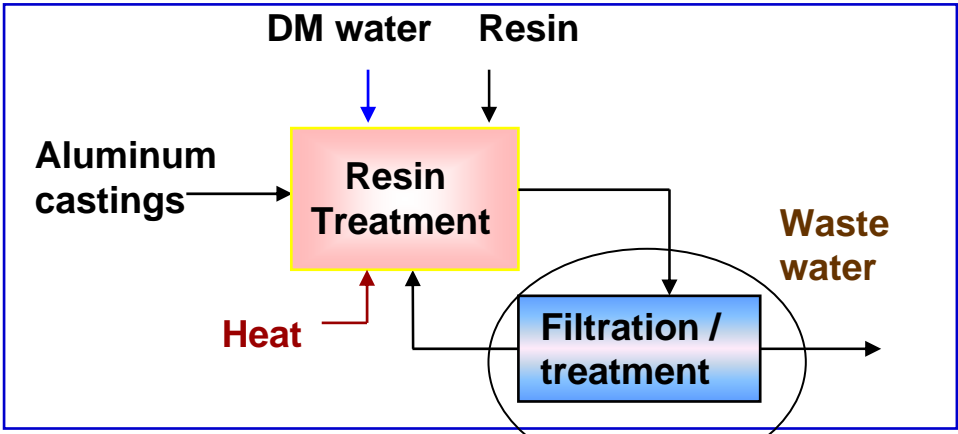 DM water
Resin
Aluminum
castings
Resin
Treatment
Waste
water
Heat
Filtration /
treatment